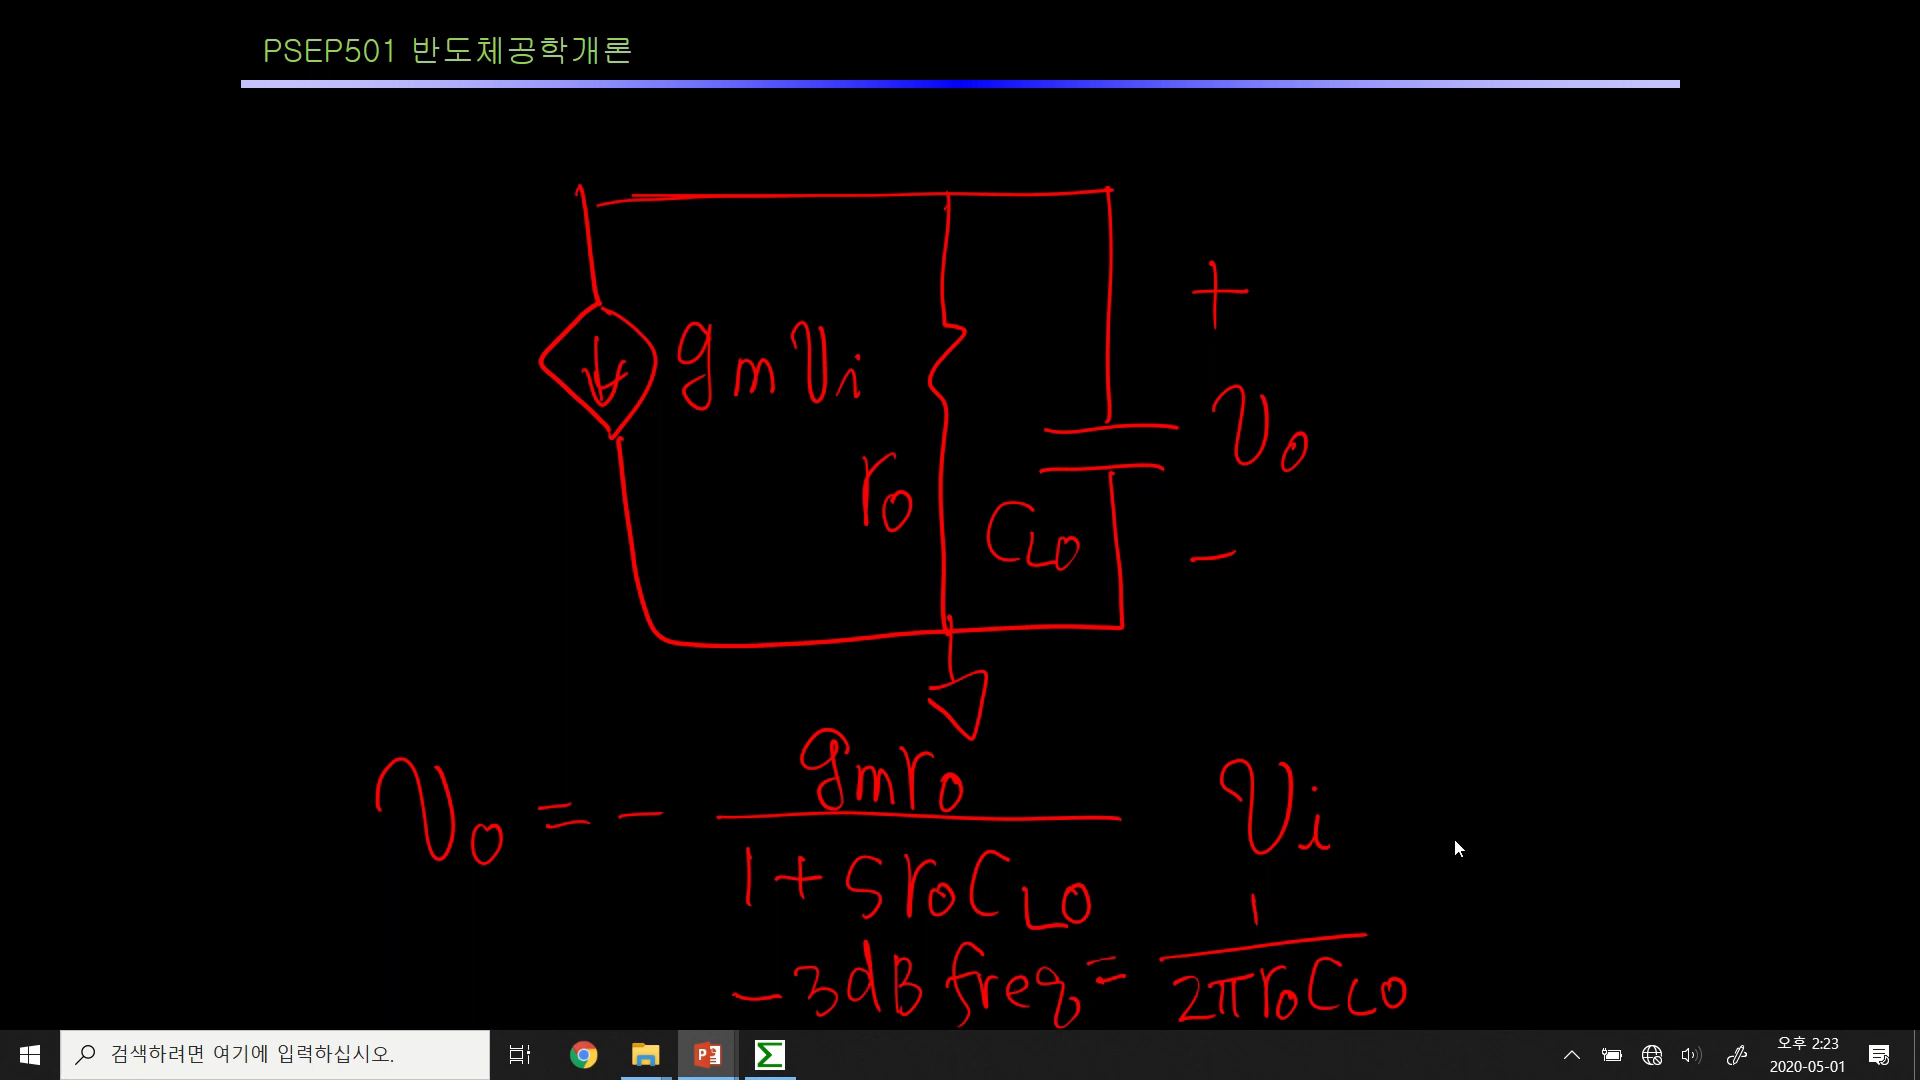 PSEP501 반도체공학개론
gmvi
+
vo
ro
CLO
−
vo = − gmro / 1 + sroCLO vi
−3dB freq = 1 / 2πroCLO
검색하려면 여기에 입력하십시오.
오후 2:23
2020-05-01